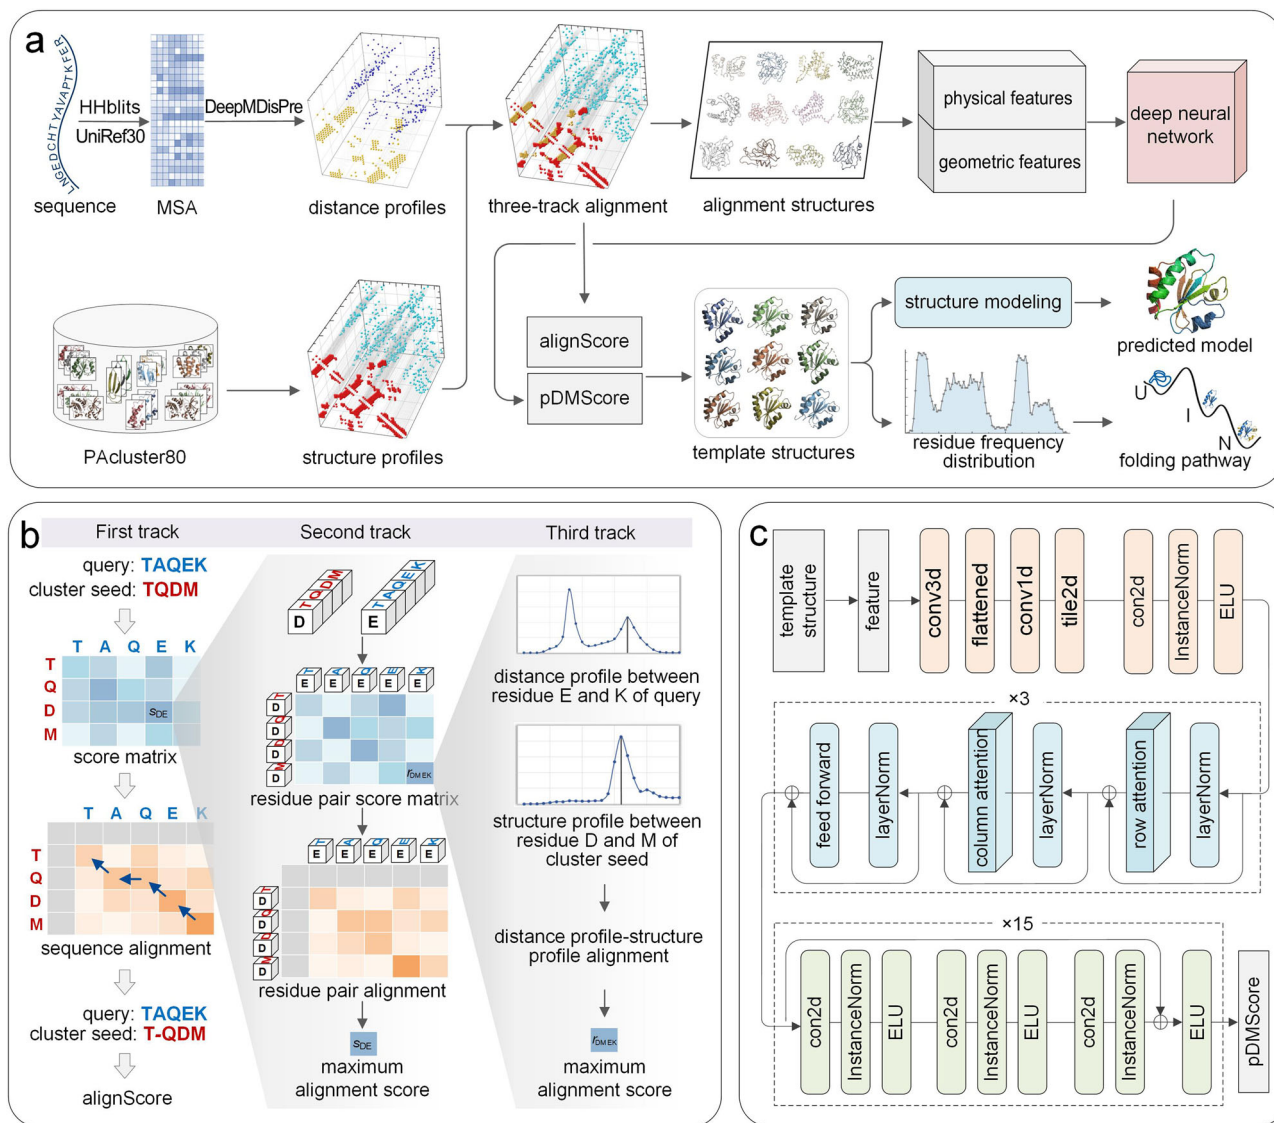 a
LNGEDCHTYAVAPTKFER
HHblits
UniRef30
DeepMDisPre
sequence
MSA
distance profiles
three-track alignment
alignment structures
physical features
geometric features
deep neural
network
PAcluster80
structure profiles
alignScore
pDMScore
template structures
structure modeling
predicted model
residue frequency
distribution
U
I
N
folding pathway
b
First track
Second track
Third track
query: TAQEK
cluster seed: TQDM
T A Q E K
T
Q
D
M
sDE
score matrix
T A Q E K
T
Q
D
M
sequence alignment
query: TAQEK
cluster seed: T-QDM
alignScore
D TQDM
E TAQEK
T A Q E K
E E E E E
D T
D Q
D D
D M
rDMEK
residue pair score matrix
T A Q E K
E E E E E
D T
D Q
D D
D M
residue pair alignment
sDE
maximum
alignment score
distance profile between
residue E and K of query
structure profile between
residue D and M of
cluster seed
distance profile-structure
profile alignment
rDMEK
maximum
alignment score
c
template
structure
feature
conv3d
flattened
conv1d
tile2d
con2d
InstanceNorm
ELU
×3
feed forward
layerNorm
column attention
layerNorm
row attention
layerNorm
×15
con2d
InstanceNorm
ELU
con2d
InstanceNorm
ELU
con2d
InstanceNorm
ELU
pDMScore